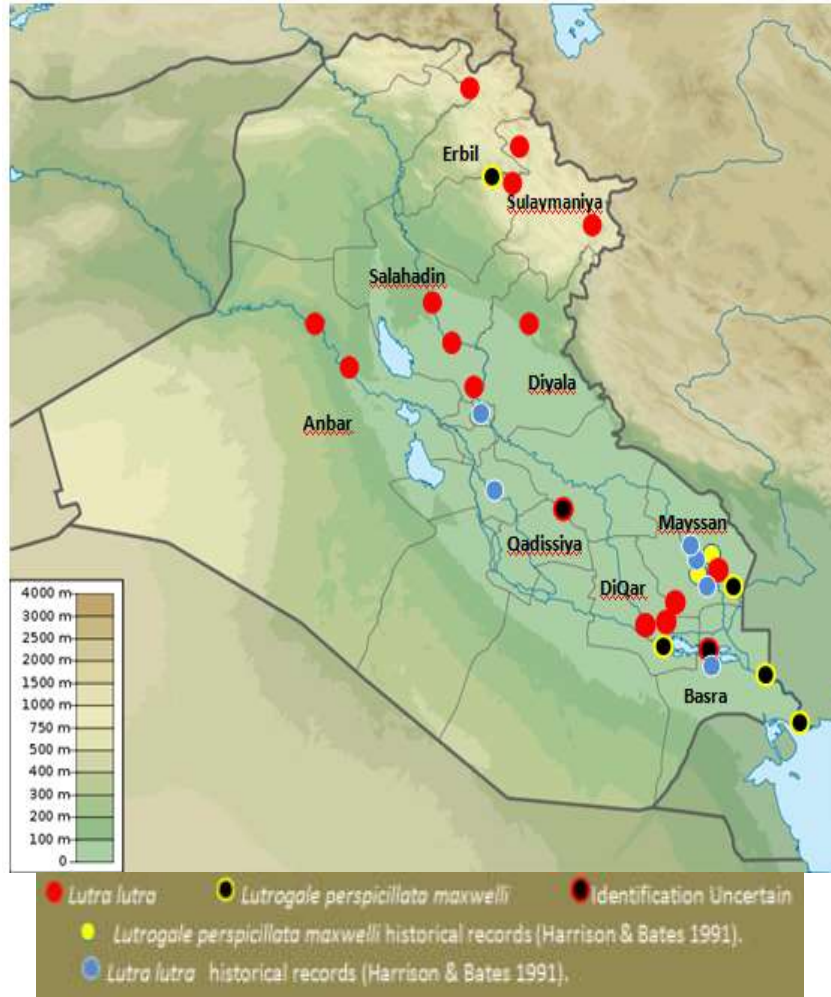 Erbil
Sulaymaniya
Salahadin
Diyala
Anbar
Mayssan
Qadissiya
DiQar
Basra
4000 m
3000 m
2500 m
2000 m
1500 m
1000 m
750 m
500 m
400 m
300 m
200 m
100 m
0
Lutra lutra Lutrogale perspicillata maxwelli Identification Uncertain
Lutrogale perspicillata maxwelli historical records (Harrison & Bates 1991).
Lutra lutra historical records (Harrison & Bates 1991).